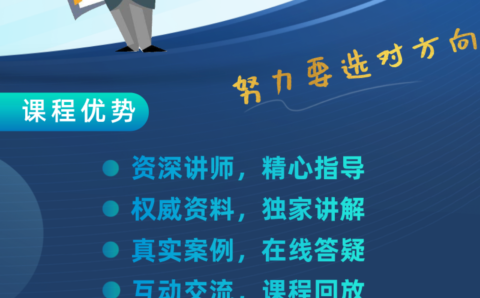 努力要选对方向
课程优势
资深讲师，精心指导
权威资料，独家讲解
真实案例，在线答疑
互动交流，课程回放